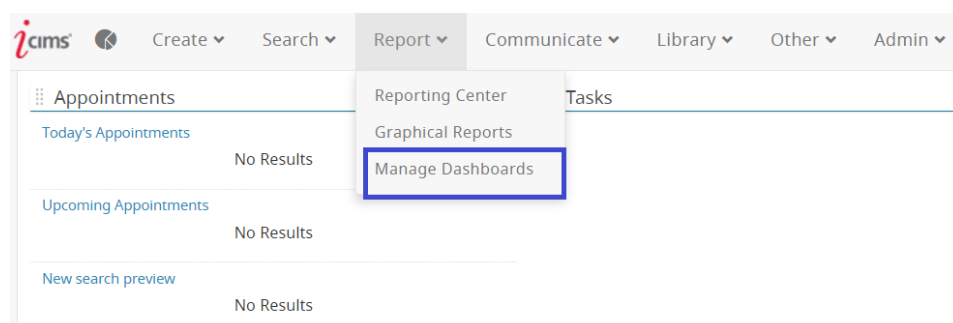 icims Create Search Report Communicate Library Other Admin
Appointments
Today's Appointments
No Results
Upcoming Appointments
No Results
New search preview
No Results
Reporting Center
Graphical Reports
Manage Dashboards
Tasks